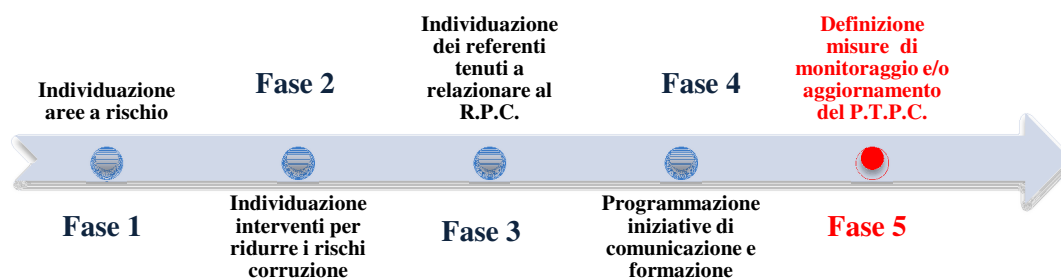 Individuazione
aree a rischio
Fase 1
Fase 2
Individuazione
interventi per
ridurre i rischi
corruzione
Individuazione
dei referenti
tenuti a
relazionare al
R.P.C.
Fase 3
Fase 4
Programmazione
iniziative di
comunicazione e
formazione
Definizione
misure di
monitoraggio e/o
aggiornamento
del P.T.P.C.
Fase 5